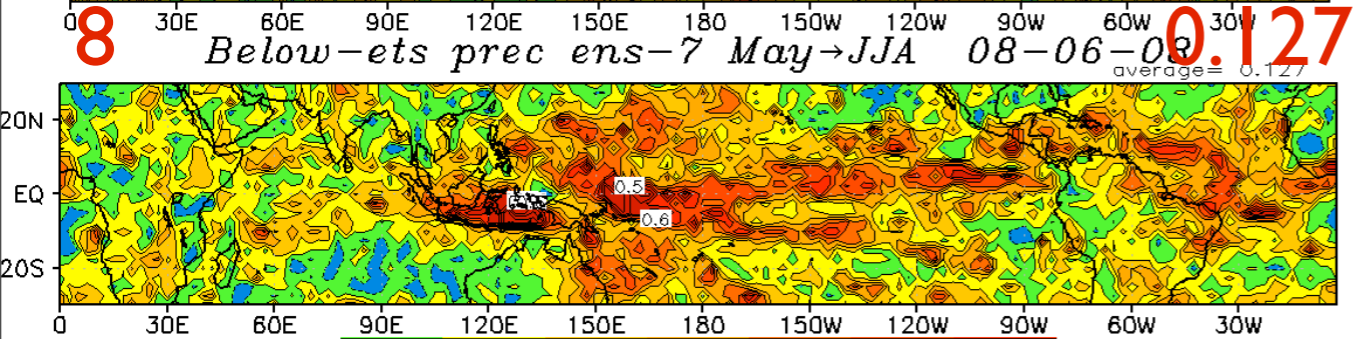 0 30E 60E 90E 120E 150E 180 150W 120W 90W 60W 30W
8 Below-ets prec ens-7 May→JJA 08-06-08 0.127
average= 0.127
20N
0.5
EQ
0.6
20S
0 30E 60E 90E 120E 150E 180 150W 120W 90W 60W 30W